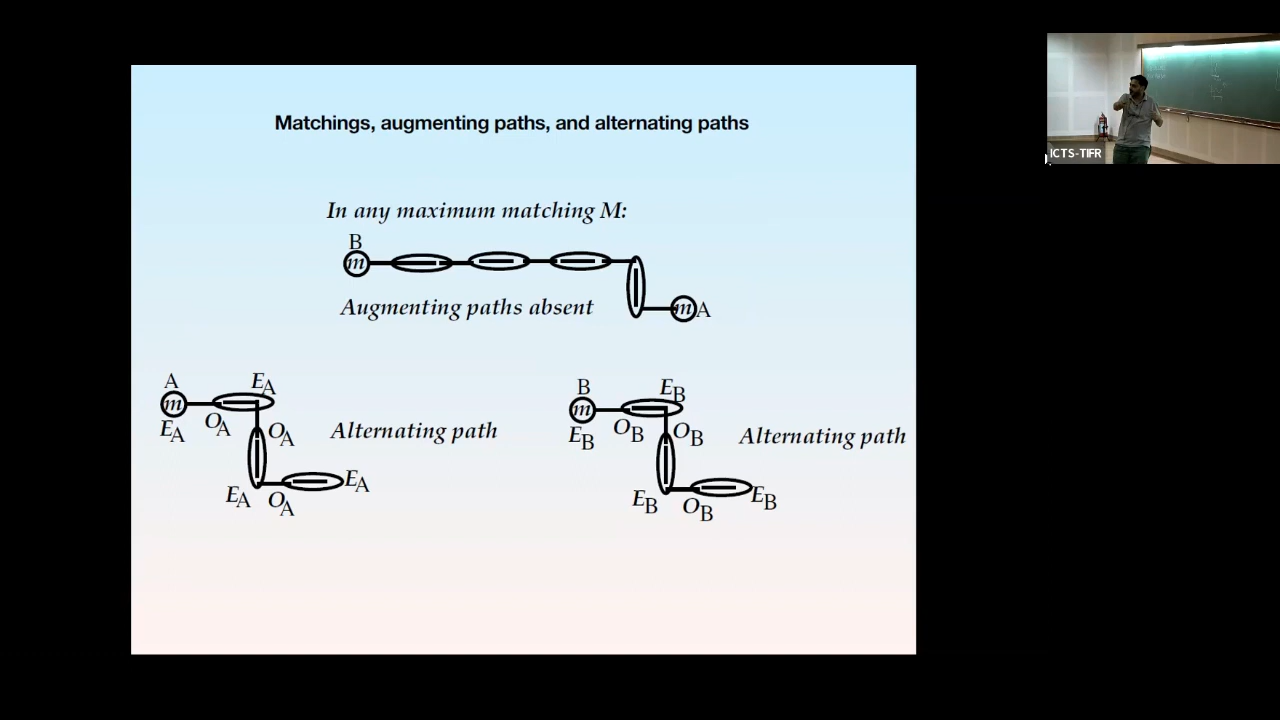 Matchings, augmenting paths, and alternating paths
In any maximum matching M:
B
m
Augmenting paths absent
m A
A
m
E_A
E_A
O_A
O_A
Alternating path
E_A
O_A
E_A
B
m
E_B
E_B
O_B
O_B
Alternating path
E_B
O_B
E_B
ICTS-TIFR